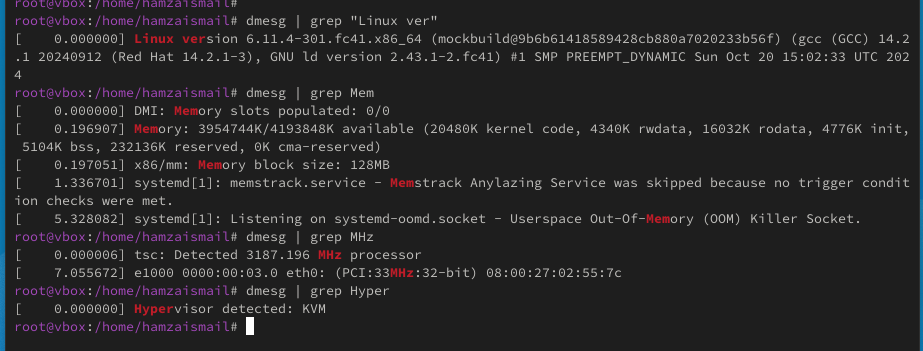 root@vbox:/home/hamzaismail#
root@vbox:/home/hamzaismail# dmesg | grep "Linux ver"
[    0.000000] Linux version 6.11.4-301.fc41.x86_64 (mockbuild@9b6b61418589428cb880a7020233b56f) (gcc (GCC) 14.2
.1 20240912 (Red Hat 14.2.1-3), GNU ld version 2.43.1-2.fc41) #1 SMP PREEMPT_DYNAMIC Sun Oct 20 15:02:33 UTC 202
4
root@vbox:/home/hamzaismail# dmesg | grep Mem
[    0.000000] DMI: Memory slots populated: 0/0
[    0.196907] Memory: 3954744K/4193848K available (20480K kernel code, 4340K rwdata, 16032K rodata, 4776K init,
 5104K bss, 232136K reserved, 0K cma-reserved)
[    0.197051] x86/mm: Memory block size: 128MB
[    1.336701] systemd[1]: memstrack.service - Memstrack Anylazing Service was skipped because no trigger condit
ion checks were met.
[    5.328082] systemd[1]: Listening on systemd-oomd.socket - Userspace Out-Of-Memory (OOM) Killer Socket.
root@vbox:/home/hamzaismail# dmesg | grep MHz
[    0.000006] tsc: Detected 3187.196 MHz processor
[    7.055672] e1000 0000:00:03.0 eth0: (PCI:33MHz:32-bit) 08:00:27:02:55:7c
root@vbox:/home/hamzaismail# dmesg | grep Hyper
[    0.000000] Hypervisor detected: KVM
root@vbox:/home/hamzaismail#